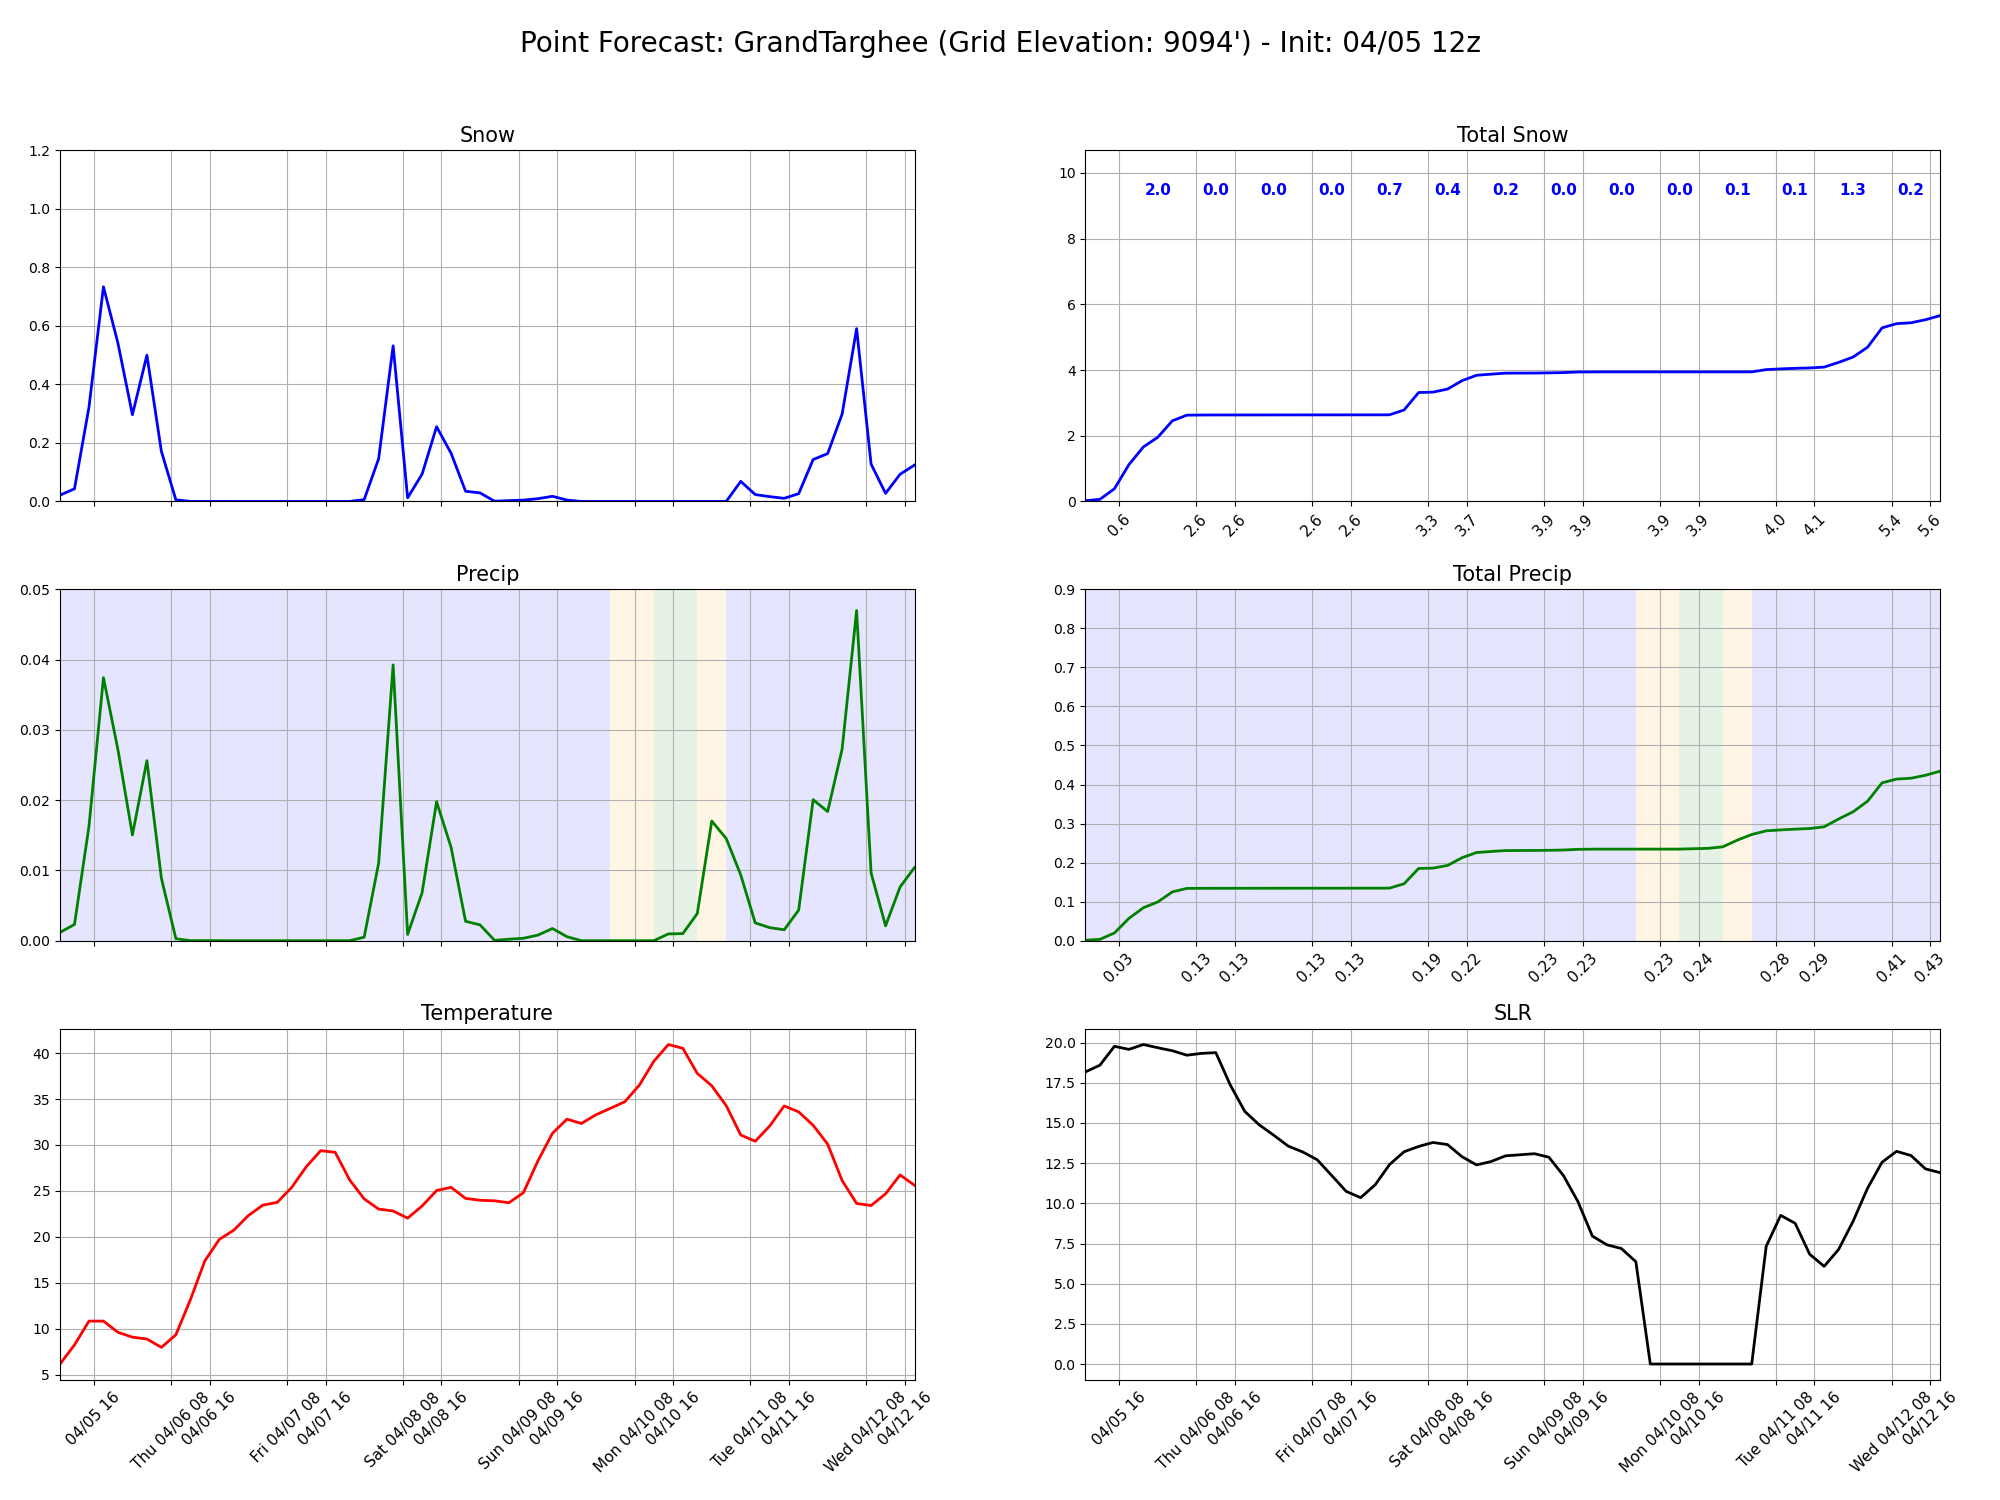 Point Forecast: GrandTarghee (Grid Elevation: 9094') - Init: 04/05 12z
Snow
1.2
1.0
0.8
0.6
0.4
0.2
0.0
Total Snow
10
8
6
4
2
0
2.0 0.0 0.0 0.0 0.7 0.4 0.2 0.0 0.0 0.0 0.1 0.1 1.3 0.2
0.6 2.6 2.6 2.6 2.6 3.3 3.7 3.9 3.9 3.9 3.9 4.0 4.1 5.4 5.6
Precip
0.05
0.04
0.03
0.02
0.01
0.00
Total Precip
0.9
0.8
0.7
0.6
0.5
0.4
0.3
0.2
0.1
0.0
0.03 0.13 0.13 0.13 0.13 0.19 0.22 0.23 0.23 0.23 0.24 0.28 0.29 0.41 0.43
Temperature
40
35
30
25
20
15
10
5
04/05 16
Thu 04/06 08
04/06 16
Fri 04/07 08
04/07 16
Sat 04/08 08
04/08 16
Sun 04/09 08
04/09 16
Mon 04/10 08
04/10 16
Tue 04/11 08
04/11 16
Wed 04/12 08
04/12 16
SLR
20.0
17.5
15.0
12.5
10.0
7.5
5.0
2.5
0.0
04/05 16
Thu 04/06 08
04/06 16
Fri 04/07 08
04/07 16
Sat 04/08 08
04/08 16
Sun 04/09 08
04/09 16
Mon 04/10 08
04/10 16
Tue 04/11 08
04/11 16
Wed 04/12 08
04/12 16